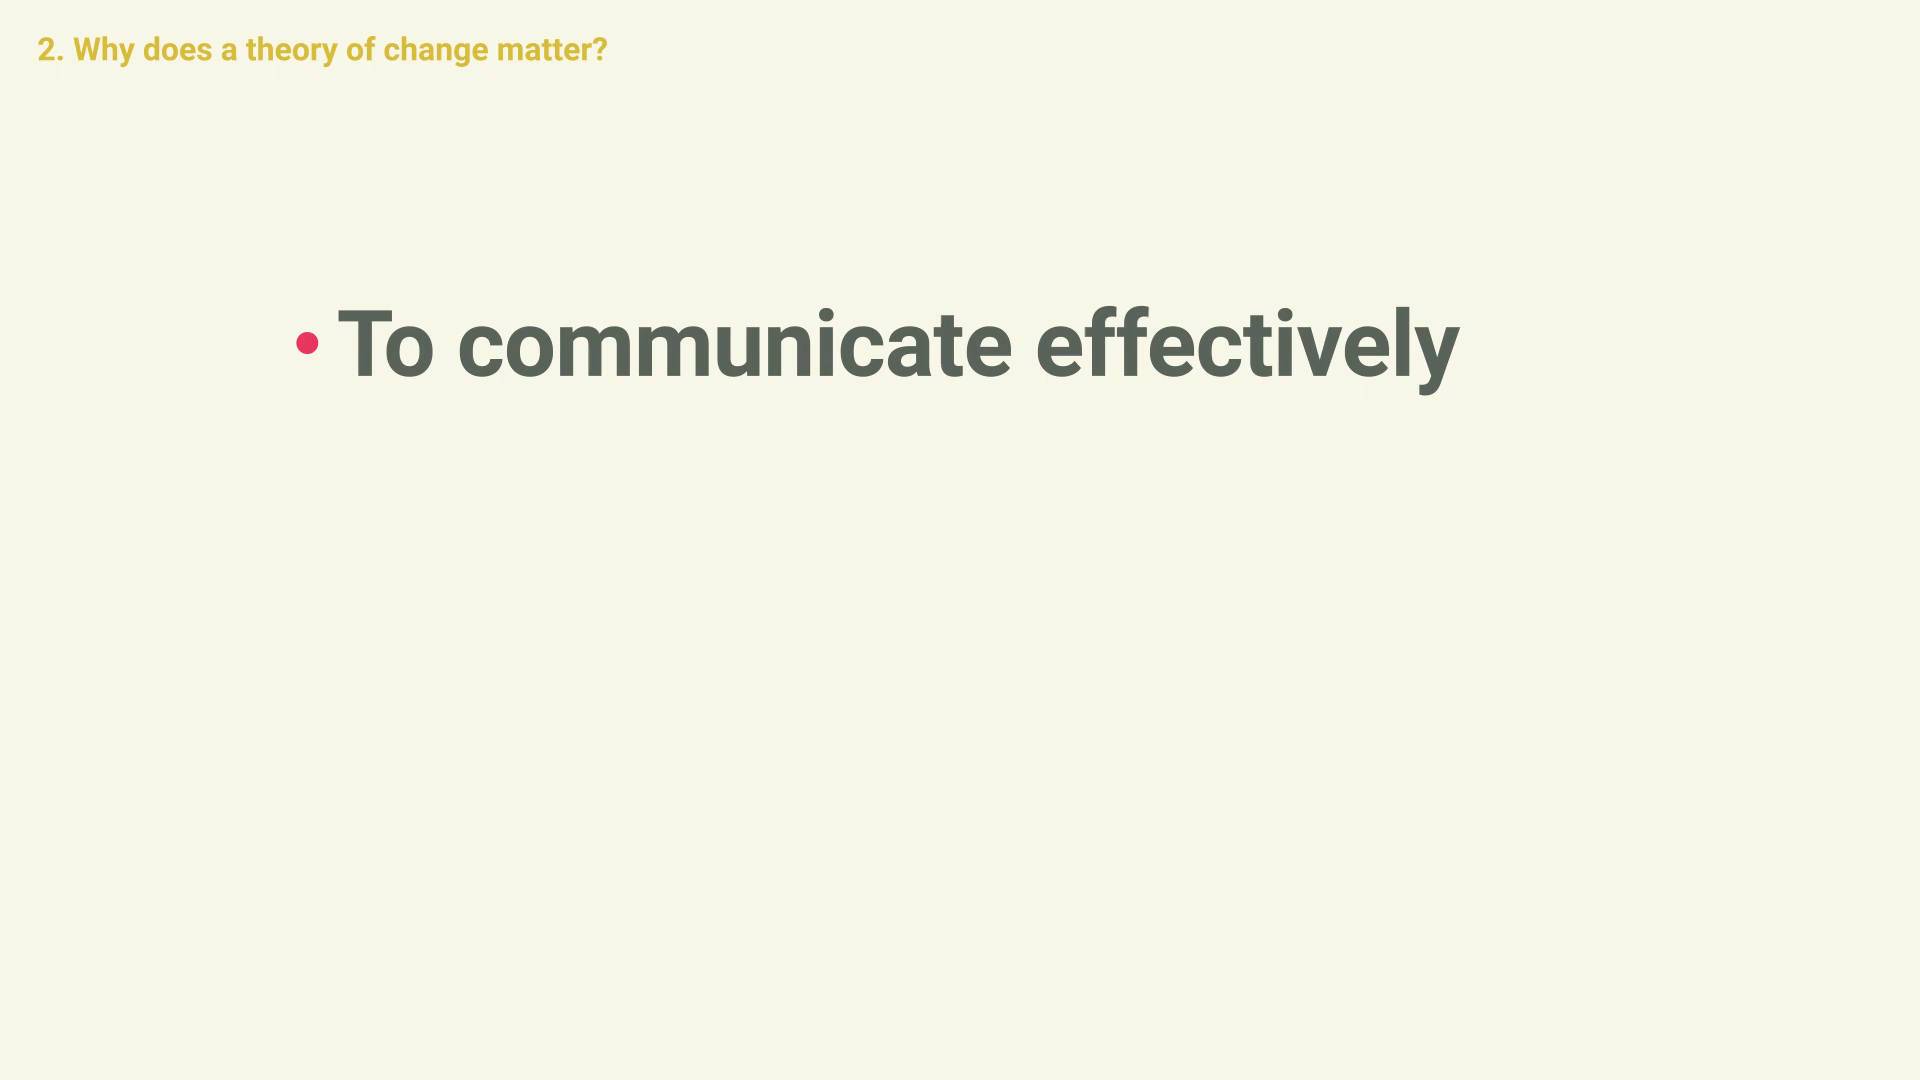 2. Why does a theory of change matter?
• To communicate effectively